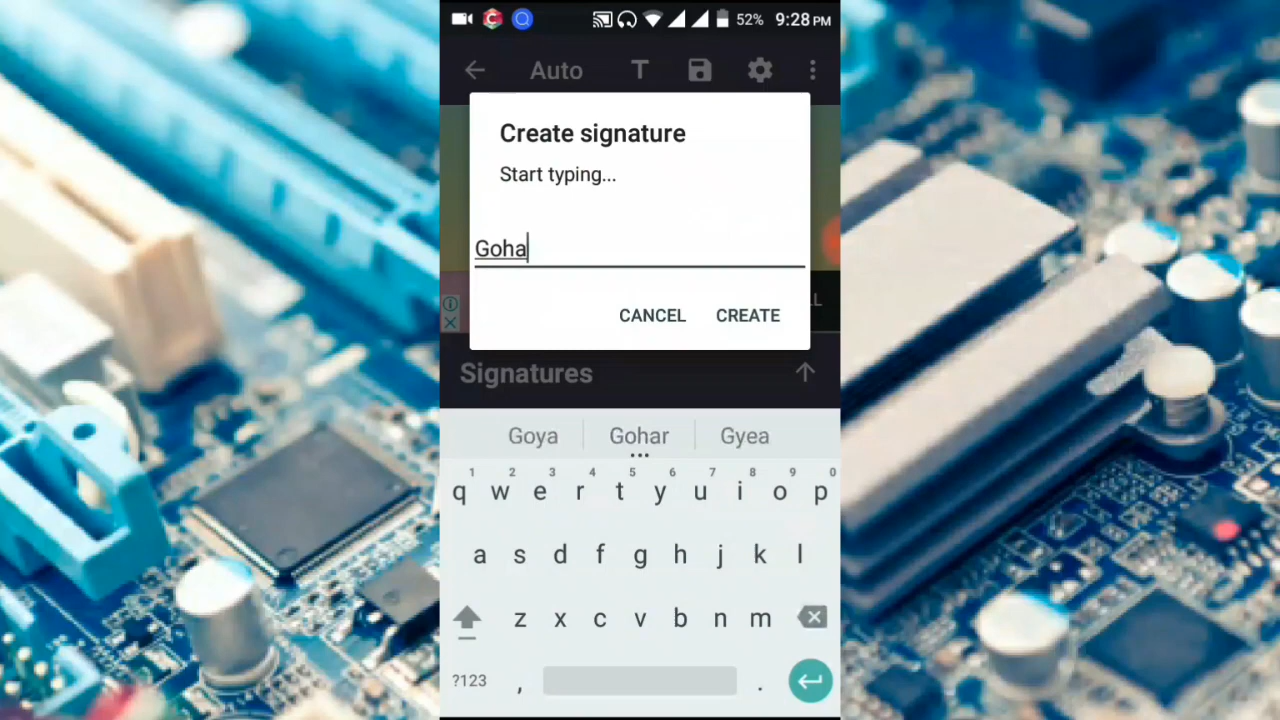 52% 9:28 PM
Auto T
Create signature
Start typing...
Goha
CANCEL CREATE
Signatures
Goya Gohar Gyea
1 2 3 4 5 6 7 8 9 0
q w e r t y u i o p
a s d f g h j k l
z x c v b n m
?123 , .